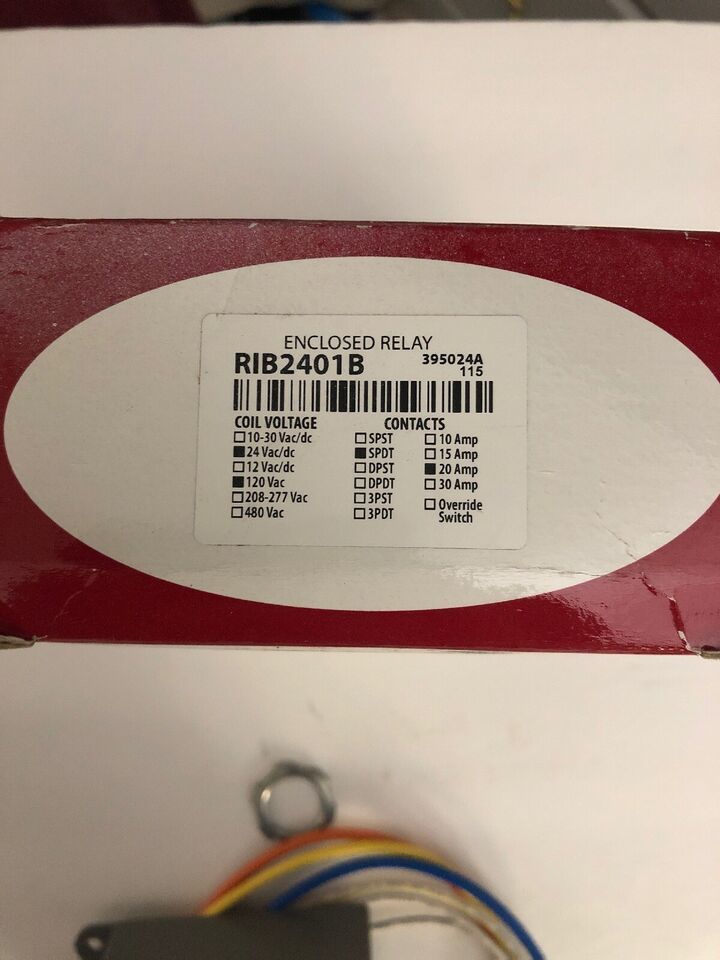 ENCLOSED RELAY
RIB2401B 395024A
115
COIL VOLTAGE CONTACTS
10-30 Vac/dc SPST 10 Amp
24 Vac/dc SPDT 15 Amp
12 Vac/dc DPST 20 Amp
120 Vac DPDT 30 Amp
208-277 Vac 3PST Override
480 Vac 3PDT Switch